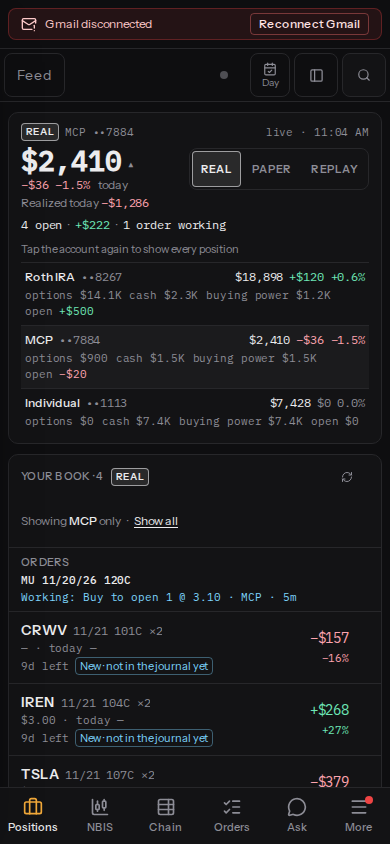 Gmail disconnected
Reconnect Gmail
Feed
Day
REAL MCP ••7884 live · 11:04 AM
$2,410 ▲
−$36 −1.5% today
Realized today −$1,286
REAL PAPER REPLAY
4 open · +$222 · 1 order working
Tap the account again to show every position
Roth IRA ••8267 $18,898 +$120 +0.6%
options $14.1K cash $2.3K buying power $1.2K
open +$500
MCP ••7884 $2,410 −$36 −1.5%
options $900 cash $1.5K buying power $1.5K
open −$20
Individual ••1113 $7,428 $0 0.0%
options $0 cash $7.4K buying power $7.4K open $0
YOUR BOOK · 4 REAL
Showing MCP only · Show all
ORDERS
MU 11/20/26 120C
Working: Buy to open 1 @ 3.10 · MCP · 5m
CRWV 11/21 101C ×2 −$157
— · today — −16%
9d left New · not in the journal yet
IREN 11/21 104C ×2 +$268
$3.00 · today — +27%
9d left New · not in the journal yet
TSLA 11/21 107C ×2 −$379
Positions NBIS Chain Orders Ask More